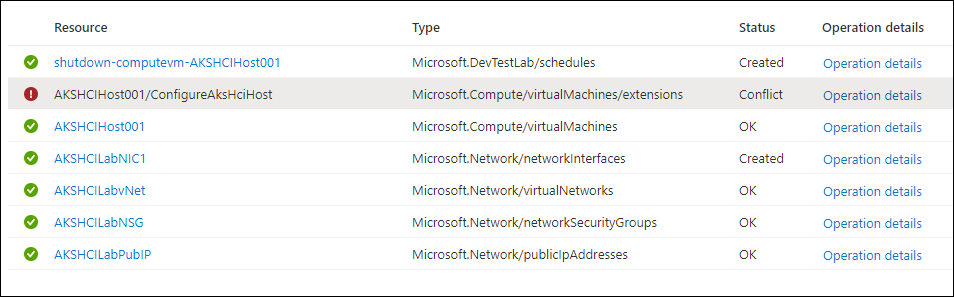 Resource Type Status Operation details
shutdown-computevm-AKSHCIHost001 Microsoft.DevTestLab/schedules Created Operation details
AKSHCIHost001/ConfigureAksHciHost Microsoft.Compute/virtualMachines/extensions Conflict Operation details
AKSHCIHost001 Microsoft.Compute/virtualMachines OK Operation details
AKSHCILabNIC1 Microsoft.Network/networkInterfaces Created Operation details
AKSHCILabvNet Microsoft.Network/virtualNetworks OK Operation details
AKSHCILabNSG Microsoft.Network/networkSecurityGroups OK Operation details
AKSHCILabPubIP Microsoft.Network/publicIpAddresses OK Operation details